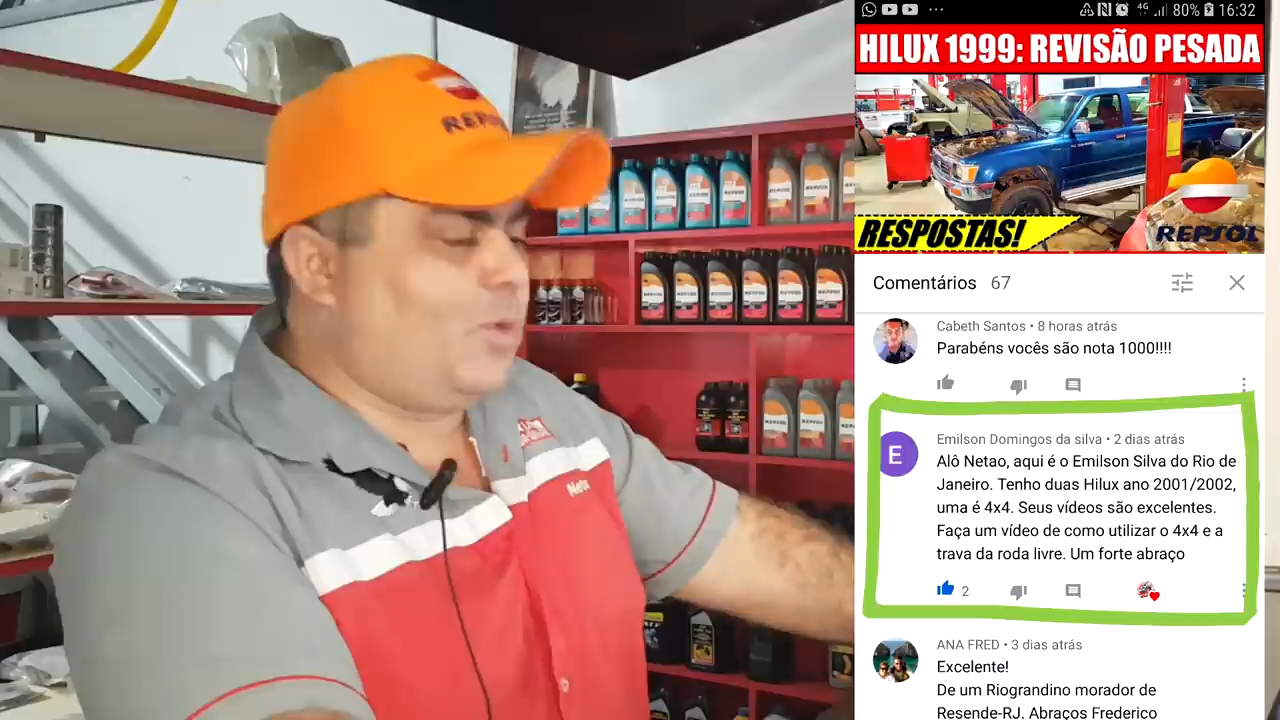 REPSOL
Neto
4G 80% 16:32
HILUX 1999: REVISÃO PESADA
RESPOSTAS!
REPSOL
Comentários 67
Cabeth Santos • 8 horas atrás
Parabéns vocês são nota 1000!!!!
E
Emilson Domingos da silva • 2 dias atrás
Alô Netao, aqui é o Emilson Silva do Rio de
Janeiro. Tenho duas Hilux ano 2001/2002,
uma é 4x4. Seus vídeos são excelentes.
Faça um vídeo de como utilizar o 4x4 e a
trava da roda livre. Um forte abraço
2
ANA FRED • 3 dias atrás
Excelente!
De um Riograndino morador de
Resende-RJ. Abraços Frederico